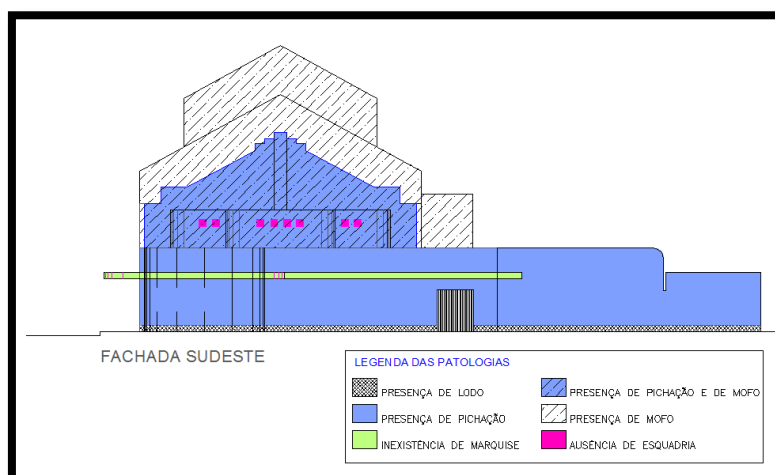 FACHADA SUDESTE
LEGENDA DAS PATOLOGIAS
PRESENÇA DE LODO
PRESENÇA DE PICHAÇÃO E DE MOFO
PRESENÇA DE PICHAÇÃO
PRESENÇA DE MOFO
INEXISTÊNCIA DE MARQUISE
AUSÊNCIA DE ESQUADRIA